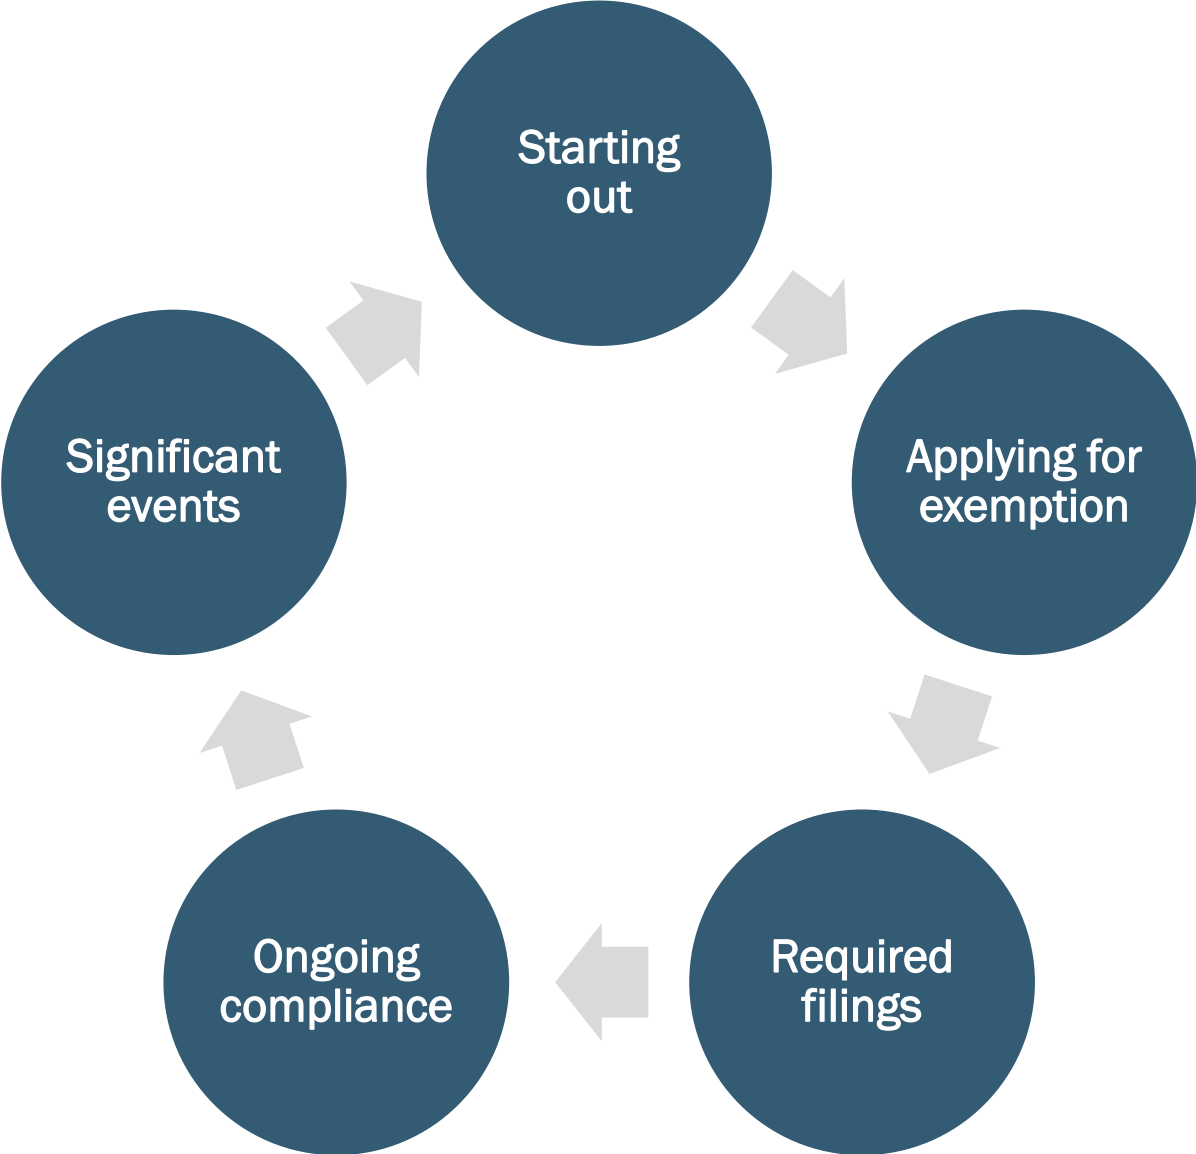 Starting
out
Applying for
exemption
Required
filings
Ongoing
compliance
Significant
events